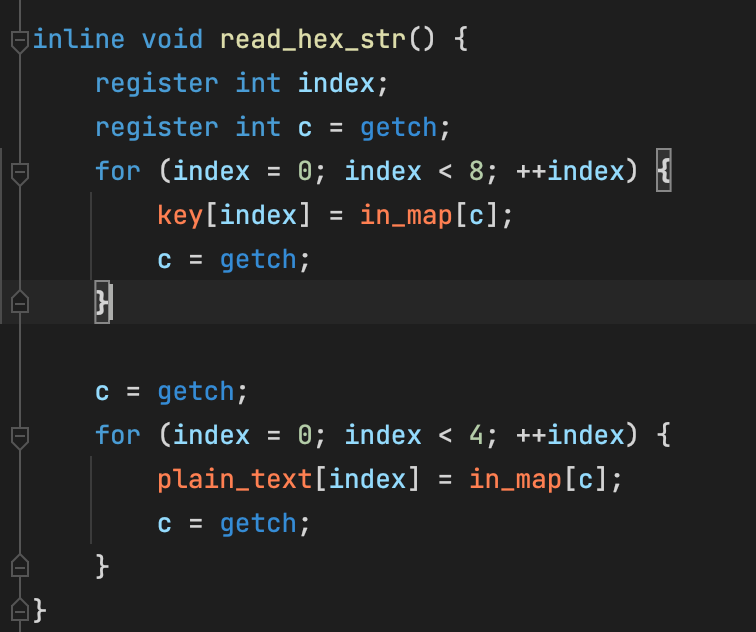 inline void read_hex_str() {
    register int index;
    register int c = getch;
    for (index = 0; index < 8; ++index) {
        key[index] = in_map[c];
        c = getch;
    }
    c = getch;
    for (index = 0; index < 4; ++index) {
        plain_text[index] = in_map[c];
        c = getch;
    }
}